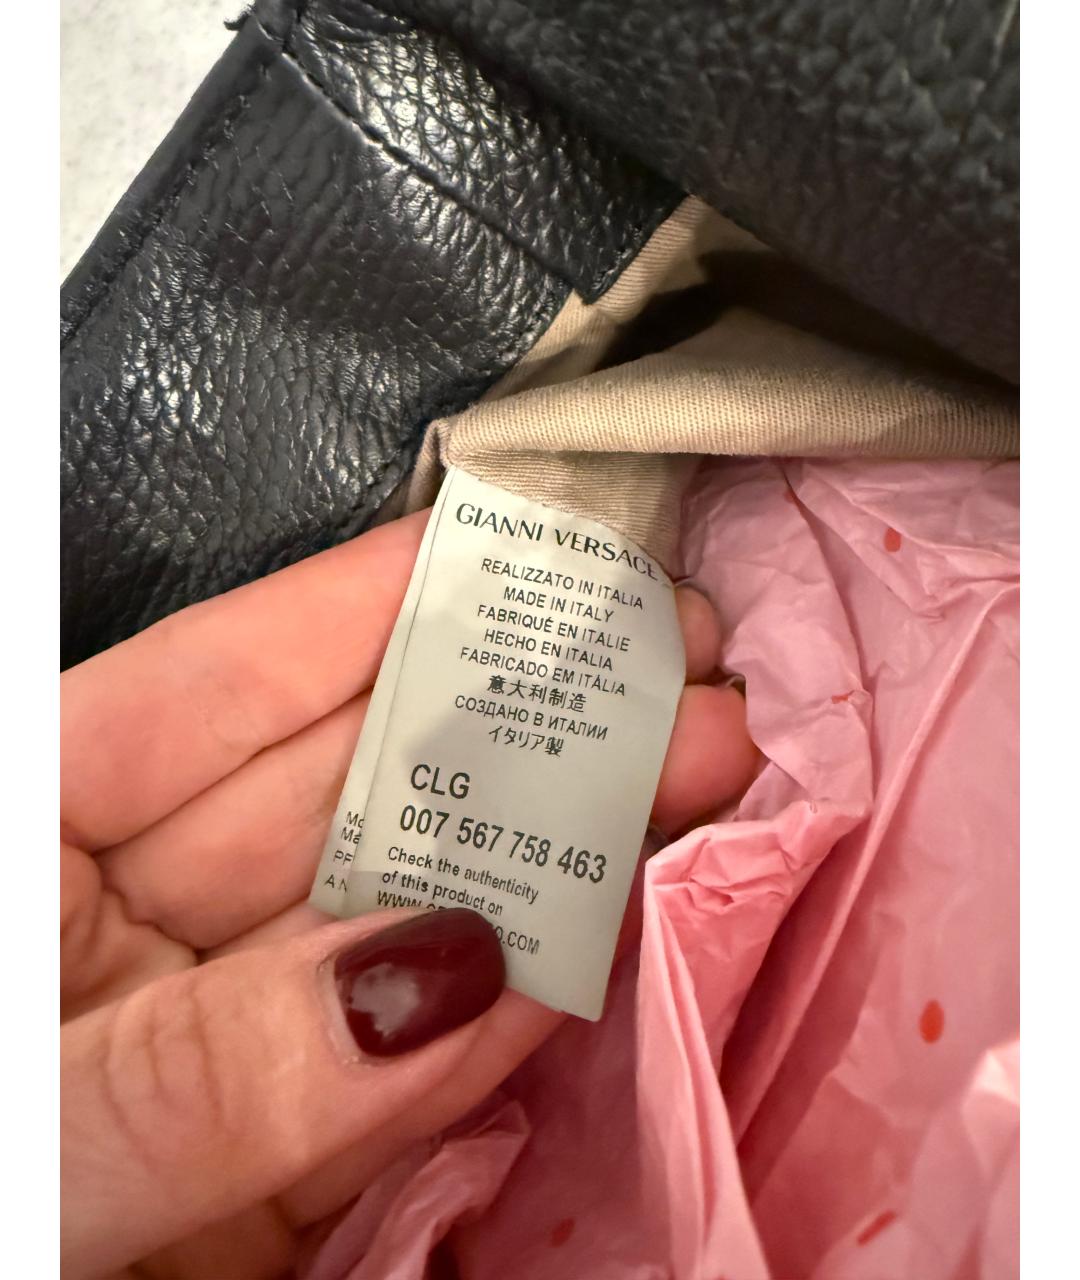 GIANNI VERSACE
REALIZZATO IN ITALIA
MADE IN ITALY
FABRIQUÉ EN ITALIE
HECHO EN ITALIA
FABRICADO EM ITÁLIA
意大利制造
СОЗДАНО В ИТАЛИИ
イタリア製
CLG
007 567 758 463
Check the authenticity
of this product on
.COM